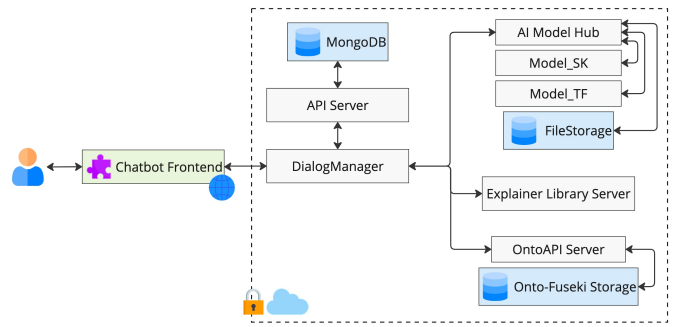 MongoDB
API Server
DialogManager
Chatbot Frontend
AI Model Hub
Model_SK
Model_TF
FileStorage
Explainer Library Server
OntoAPI Server
Onto-Fuseki Storage